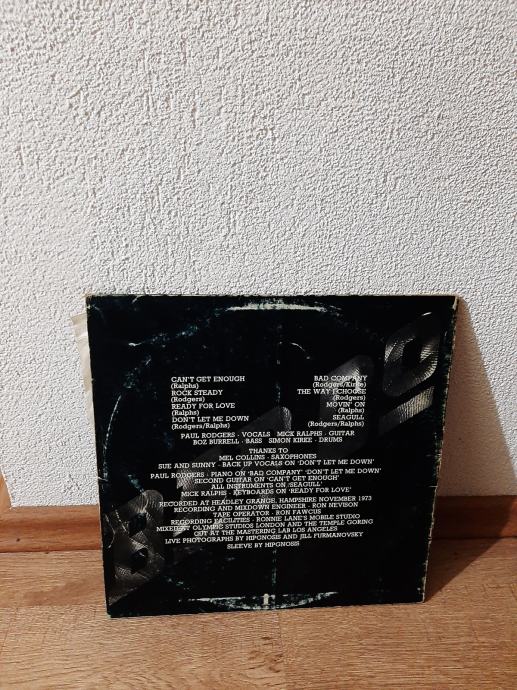 CAN'T GET ENOUGH
(Ralphs)
ROCK STEADY
(Rodgers)
READY FOR LOVE
(Ralphs)
DON'T LET ME DOWN
(Rodgers/Ralphs)
BAD COMPANY
(Rodgers/Kirke)
THE WAY I CHOOSE
(Rodgers)
MOVIN' ON
(Ralphs)
SEAGULL
(Rodgers/Ralphs)
PAUL RODGERS - VOCALS MICK RALPHS - GUITAR
BOZ BURRELL - BASS SIMON KIRKE - DRUMS
THANKS TO
MEL COLLINS - SAXOPHONES
SUE AND SUNNY - BACK UP VOCALS ON 'DON'T LET ME DOWN'
PAUL RODGERS - PIANO ON 'BAD COMPANY' 'DON'T LET ME DOWN'
SECOND GUITAR ON 'CAN'T GET ENOUGH'
ALL INSTRUMENTS ON 'SEAGULL'
MICK RALPHS - KEYBOARDS ON 'READY FOR LOVE'
RECORDED AT HEADLEY GRANGE, HAMPSHIRE NOVEMBER 1973
RECORDING AND MIXDOWN ENGINEER - RON NEVISON
TAPE OPERATOR - RON FAWCUS
RECORDING FACILITIES - RONNIE LANE'S MOBILE STUDIO
MIXED AT OLYMPIC STUDIOS LONDON AND THE TEMPLE GORING
CUT AT THE MASTERING LAB LOS ANGELES
LIVE PHOTOGRAPHS BY HIPGNOSIS AND JILL FURMANOVSKY
SLEEVE BY HIPGNOSIS
BAD CO